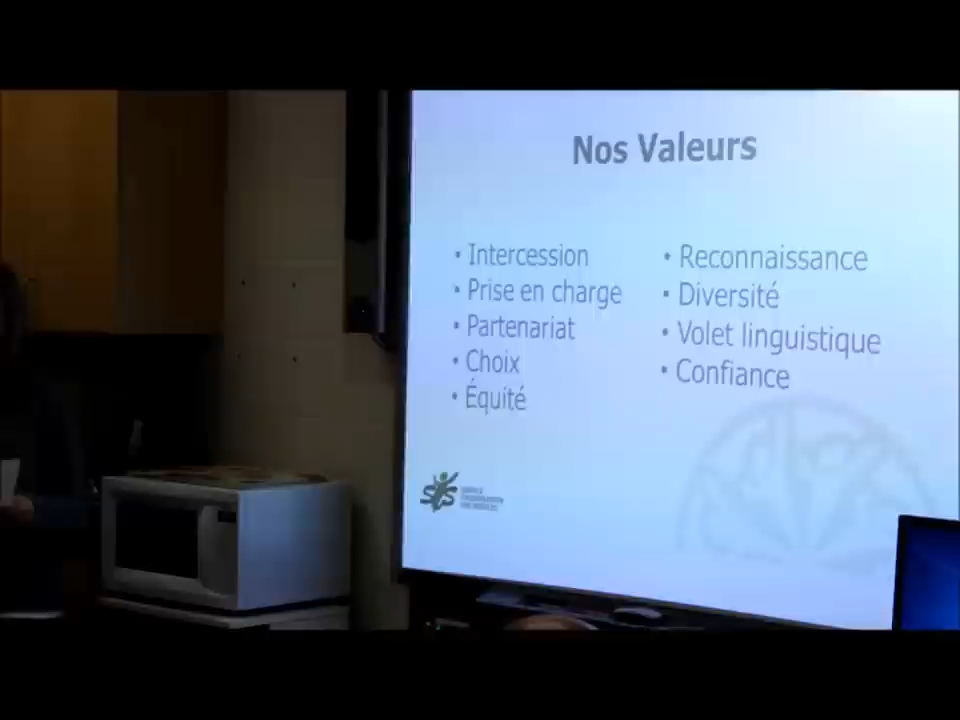 Nos Valeurs
• Intercession
• Prise en charge
• Partenariat
• Choix
• Équité
• Reconnaissance
• Diversité
• Volet linguistique
• Confiance